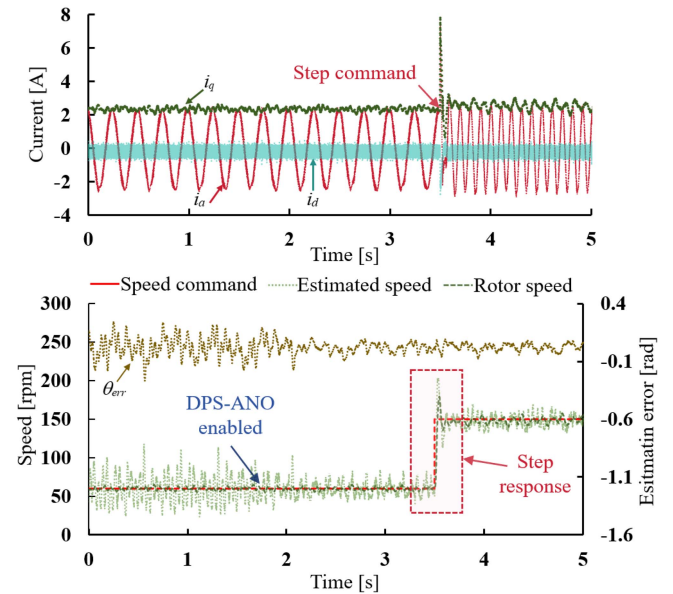 8
6
4
2
0
-2
-4
Current [A]
i_q
Step command
i_a
i_d
0 1 2 3 4 5
Time [s]
Speed command Estimated speed Rotor speed
300
250
200
150
100
50
0
Speed [rpm]
0.4
-0.1
-0.6
-1.1
-1.6
Esitmatin error [rad]
θ_err
DPS-ANO
enabled
Step
response
0 1 2 3 4 5
Time [s]